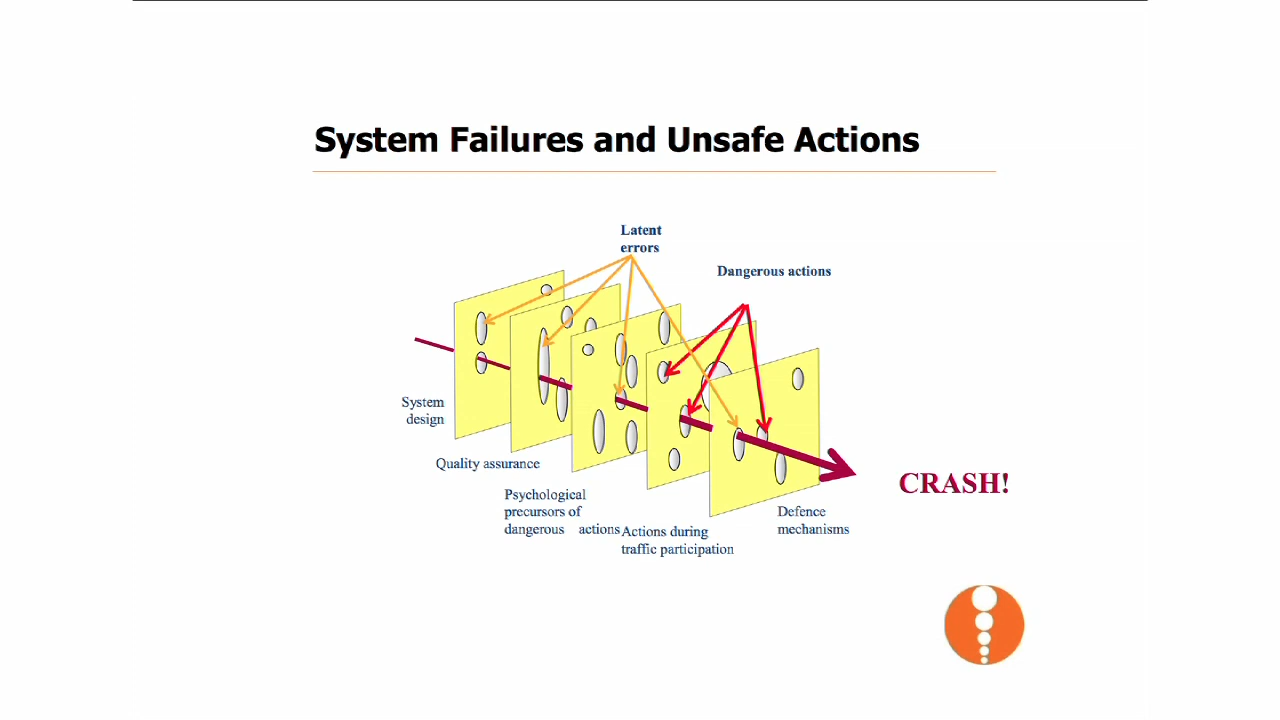 System Failures and Unsafe Actions
Latent
errors
Dangerous actions
System
design
Quality assurance
Psychological
precursors of
dangerous actions
Actions during
traffic participation
Defence
mechanisms
CRASH!